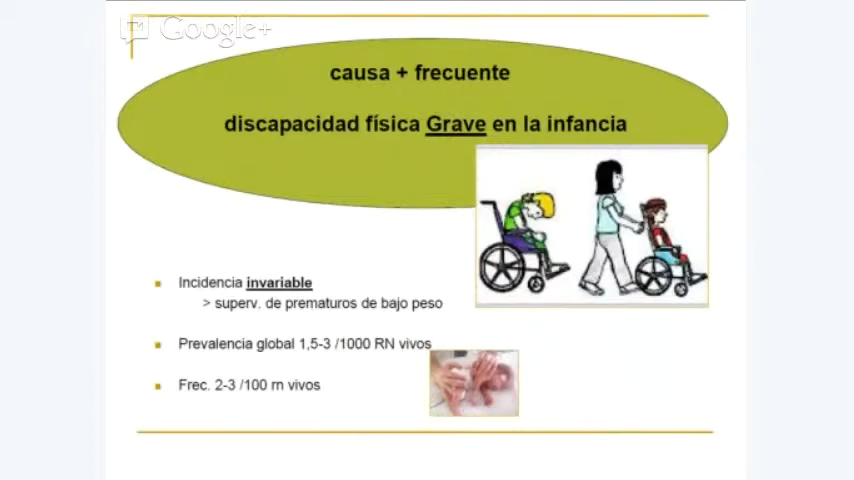 Google+
causa + frecuente
discapacidad física Grave en la infancia
Incidencia invariable
> superv. de prematuros de bajo peso
Prevalencia global 1,5-3 /1000 RN vivos
Frec. 2-3 /100 rn vivos